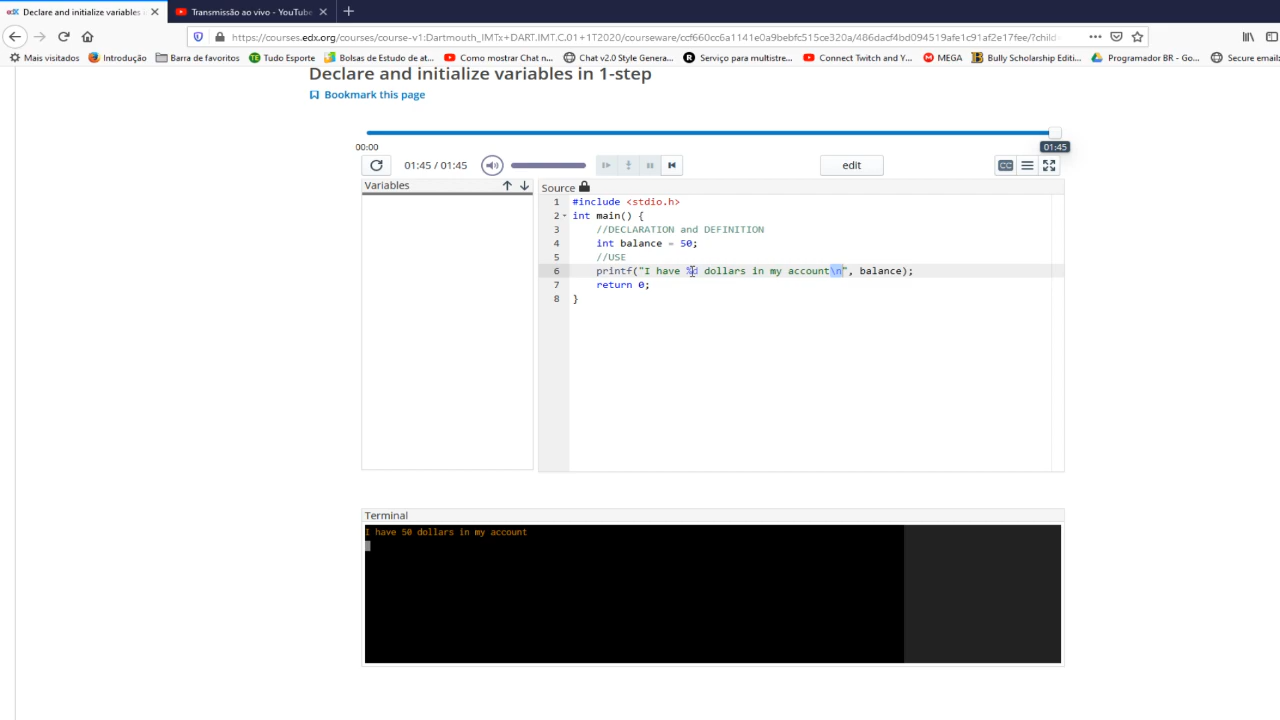 Declare and initialize variables
Transmissão ao vivo - YouTube
https://courses.edx.org/courses/course-v1:Dartmouth_IMTx+DART.IMT.C.01+1T2020/courseware/ccf660cc6a1141e0a9bebfc515ce320a/486dacf4bd094519afe1c91af2e17fee/?child
Mais visitados
Introdução
Barra de favoritos
Tudo Esporte
Bolsas de Estudo de at...
Como mostrar Chat n...
Chat v2.0 Style Genera...
Serviço para multistre...
Connect Twitch and Y...
MEGA
Bully Scholarship Editi...
Programador BR - Go...
Secure email:
Declare and initialize variables in 1-step
Bookmark this page
00:00
01:45
01:45 / 01:45
edit
CC
Variables
Source
1 #include <stdio.h>
2 int main() {
3 //DECLARATION and DEFINITION
4 int balance = 50;
5 //USE
6 printf("I have %d dollars in my account\n", balance);
7 return 0;
8 }
Terminal
I have 50 dollars in my account